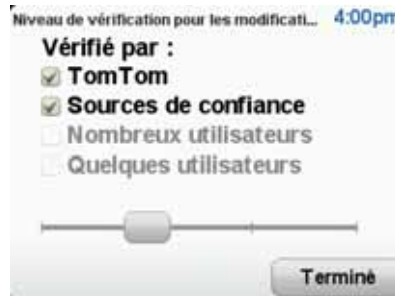 Niveau de vérification pour les modificati...
4:00pm
Vérifié par :
TomTom
Sources de confiance
Nombreux utilisateurs
Quelques utilisateurs
Terminé